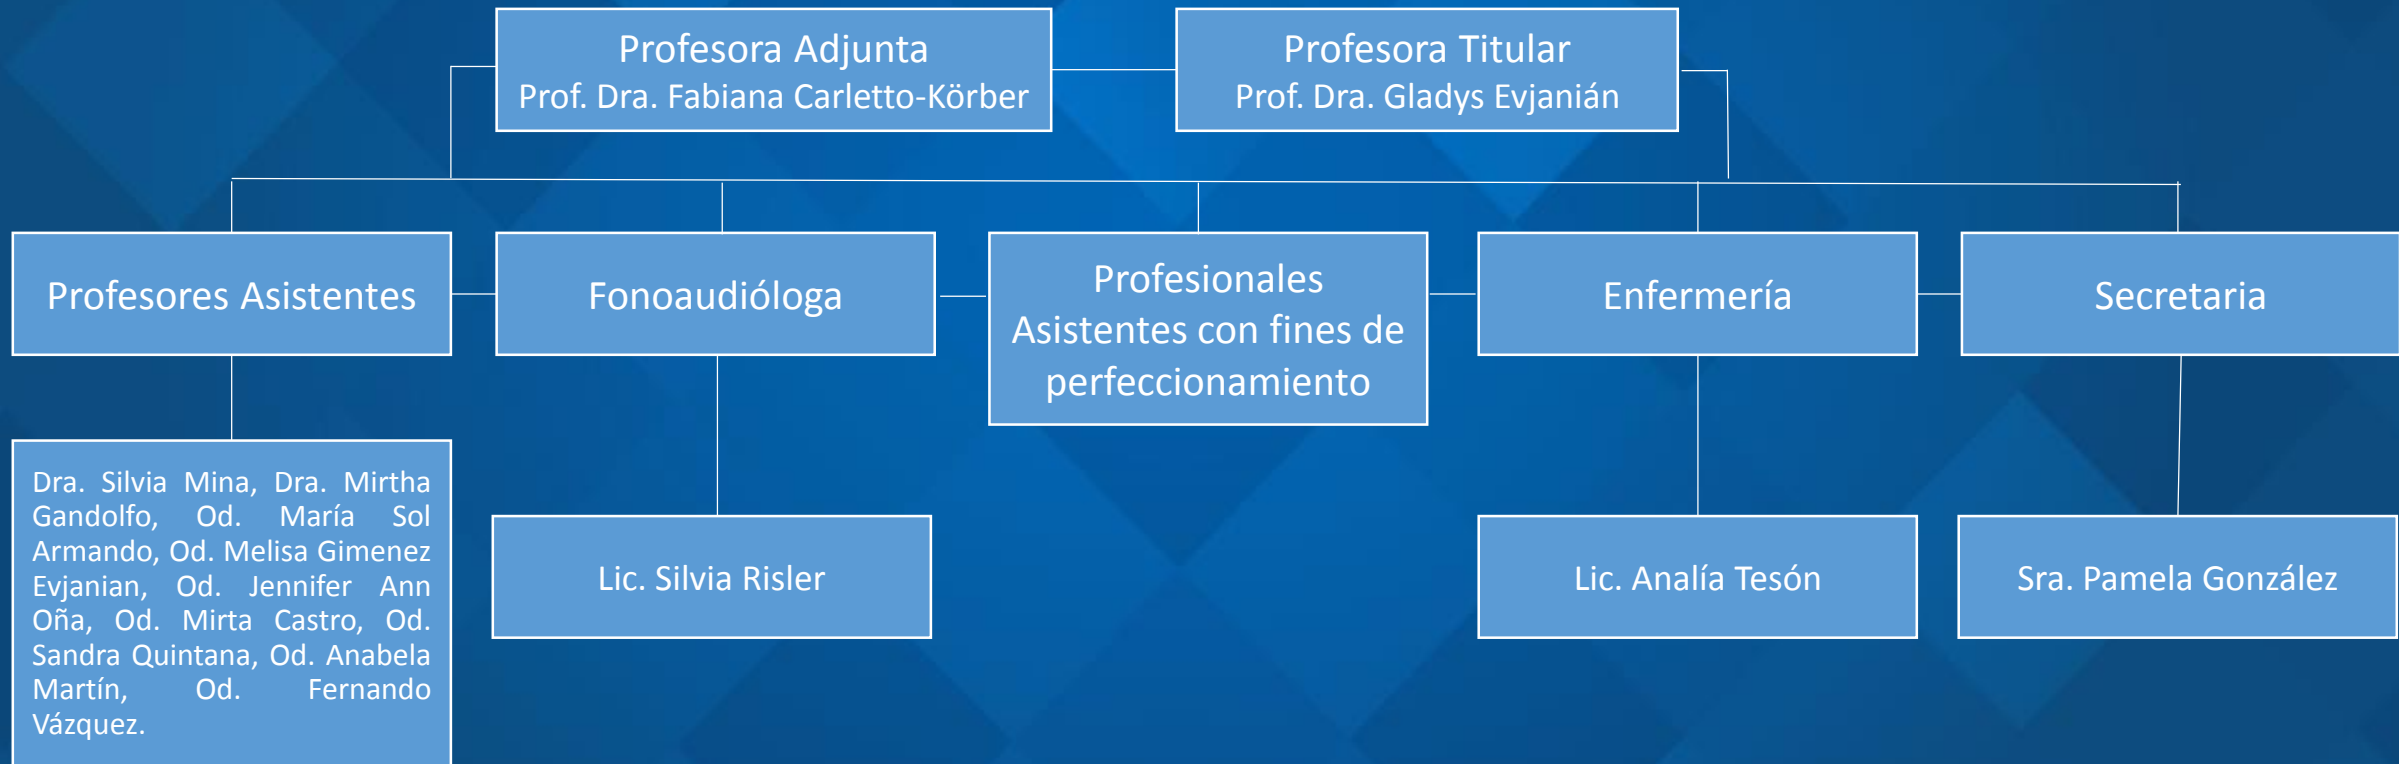 Profesora Adjunta
Prof. Dra. Fabiana Carletto-Körber
Profesora Titular
Prof. Dra. Gladys Evjanián
Profesores Asistentes
Fonoaudióloga
Profesionales
Asistentes con fines de
perfeccionamiento
Enfermería
Secretaria
Dra. Silvia Mina, Dra. Mirtha
Gandolfo, Od. María Sol
Armando, Od. Melisa Gimenez
Evjanian, Od. Jennifer Ann
Oña, Od. Mirta Castro, Od.
Sandra Quintana, Od. Anabela
Martín, Od. Fernando
Vázquez.
Lic. Silvia Risler
Lic. Analía Tesón
Sra. Pamela González